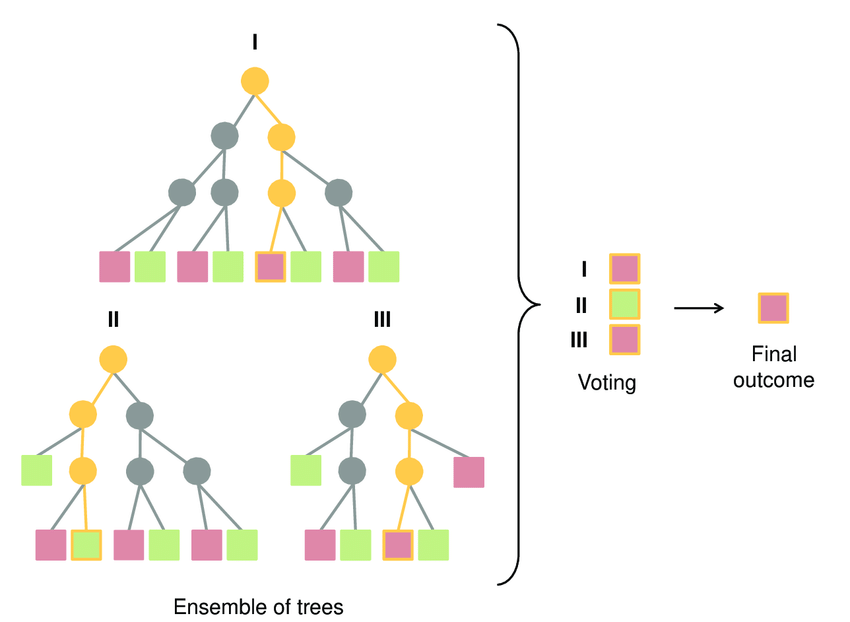 I
II
III
I
II
III
Voting
Final
outcome
Ensemble of trees